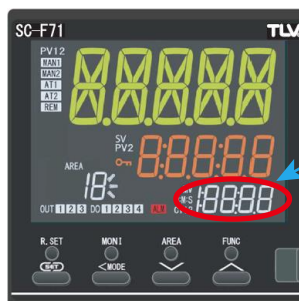 SC-F71 TLV
PV12
MAN1
MAN2
AT1
AT2
REM
SV
PV2
AREA
OUT 1 2 3 DO 1 2 3 4 ALM
R.SET MONI AREA FUNC
SET <MODE